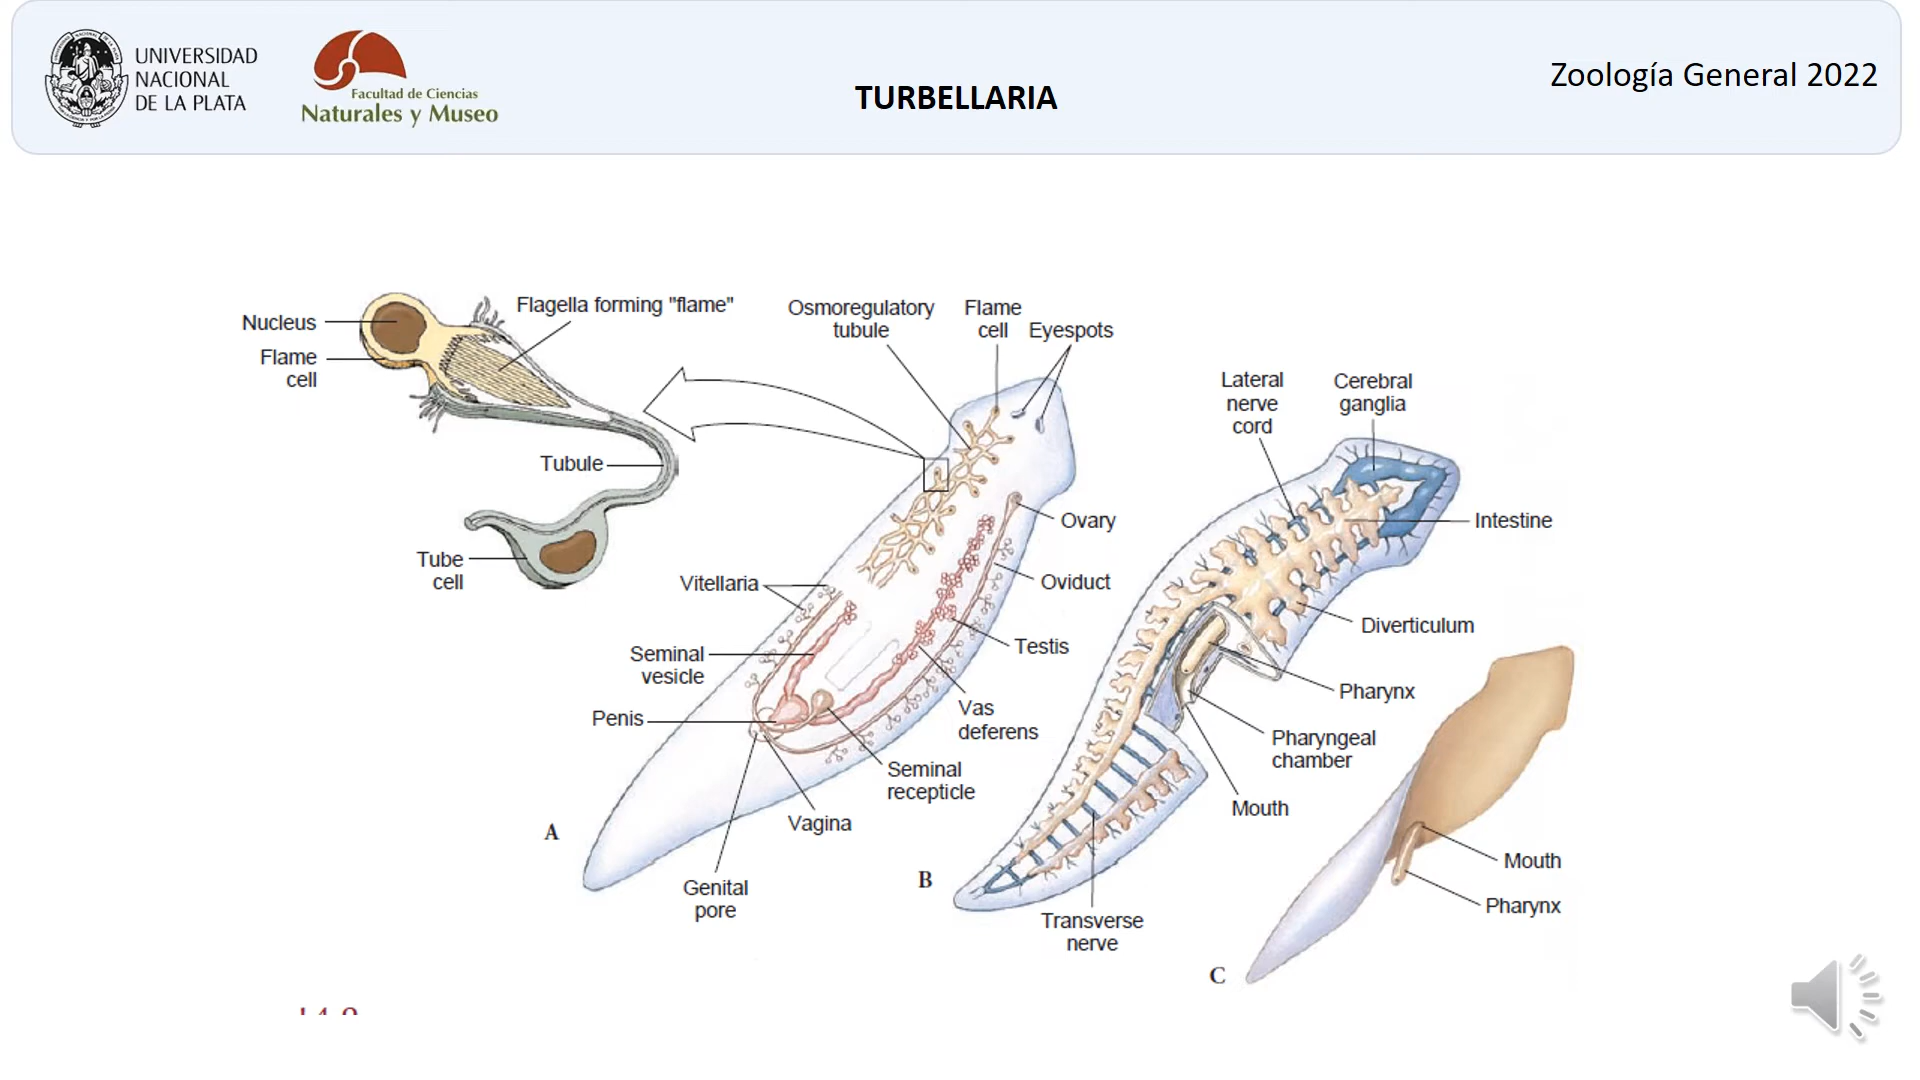 UNIVERSIDAD
NACIONAL
DE LA PLATA
Facultad de Ciencias
Naturales y Museo
TURBELLARIA
Zoología General 2022
Nucleus
Flame
cell
Flagella forming "flame"
Tubule
Tube
cell
Osmoregulatory
tubule
Flame
cell
Eyespots
Ovary
Oviduct
Vitellaria
Testis
Seminal
vesicle
Penis
Vas
deferens
Seminal
recepticle
Vagina
Genital
pore
A
Lateral
nerve
cord
Cerebral
ganglia
Intestine
Diverticulum
Pharynx
Pharyngeal
chamber
Mouth
Transverse
nerve
B
Mouth
Pharynx
C